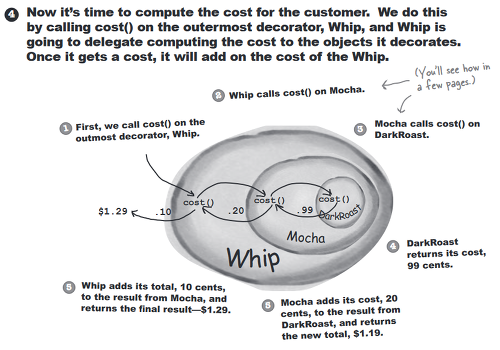 4 Now it's time to compute the cost for the customer. We do this
by calling cost() on the outermost decorator, Whip, and Whip is
going to delegate computing the cost to the objects it decorates.
Once it gets a cost, it will add on the cost of the Whip.
(You'll see how in
a few pages.)
2 Whip calls cost() on Mocha.
1 First, we call cost() on the
outmost decorator, Whip.
3 Mocha calls cost() on
DarkRoast.
cost() cost() cost()
$1.29 .10 .20 .99 DarkRoast
Mocha
Whip
4 DarkRoast
returns its cost,
99 cents.
6 Whip adds its total, 10 cents,
to the result from Mocha, and
returns the final result—$1.29.
5 Mocha adds its cost, 20
cents, to the result from
DarkRoast, and returns
the new total, $1.19.